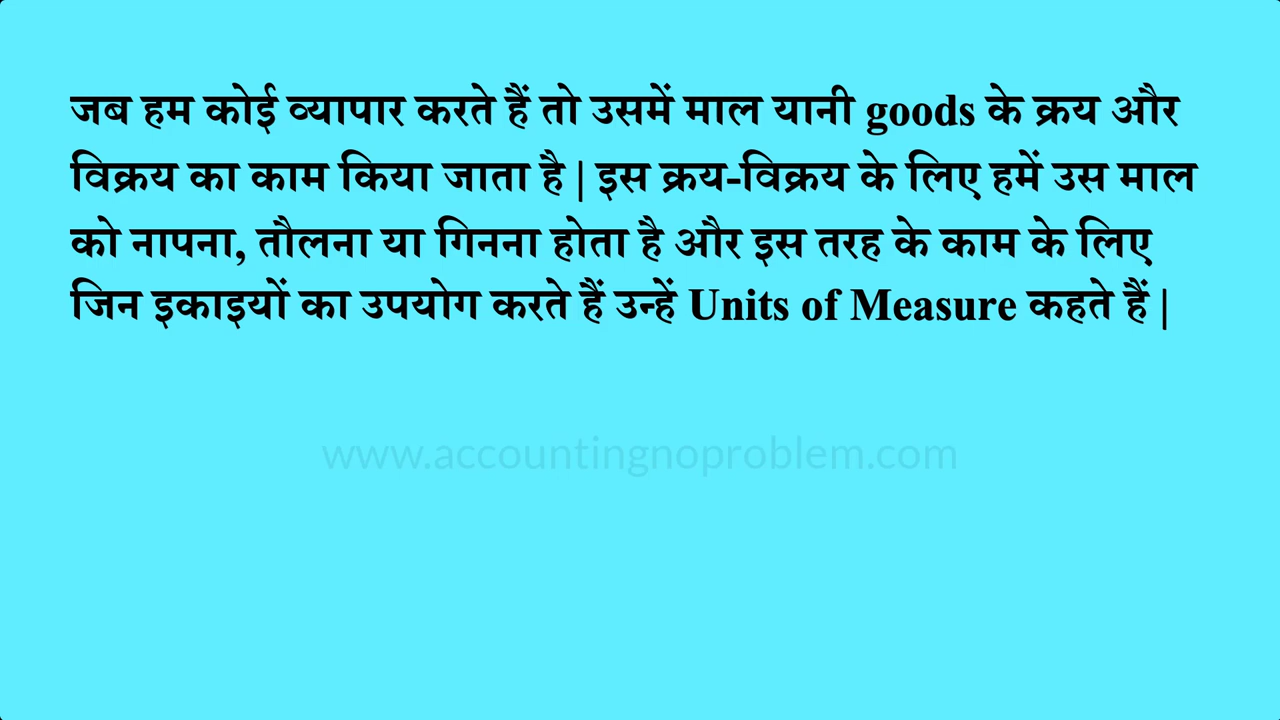 जब हम कोई व्यापार करते हैं तो उसमें माल यानी goods के क्रय और
विक्रय का काम किया जाता है | इस क्रय-विक्रय के लिए हमें उस माल
को नापना, तौलना या गिनना होता है और इस तरह के काम के लिए
जिन इकाइयों का उपयोग करते हैं उन्हें Units of Measure कहते हैं |
www.accountingnoproblem.com